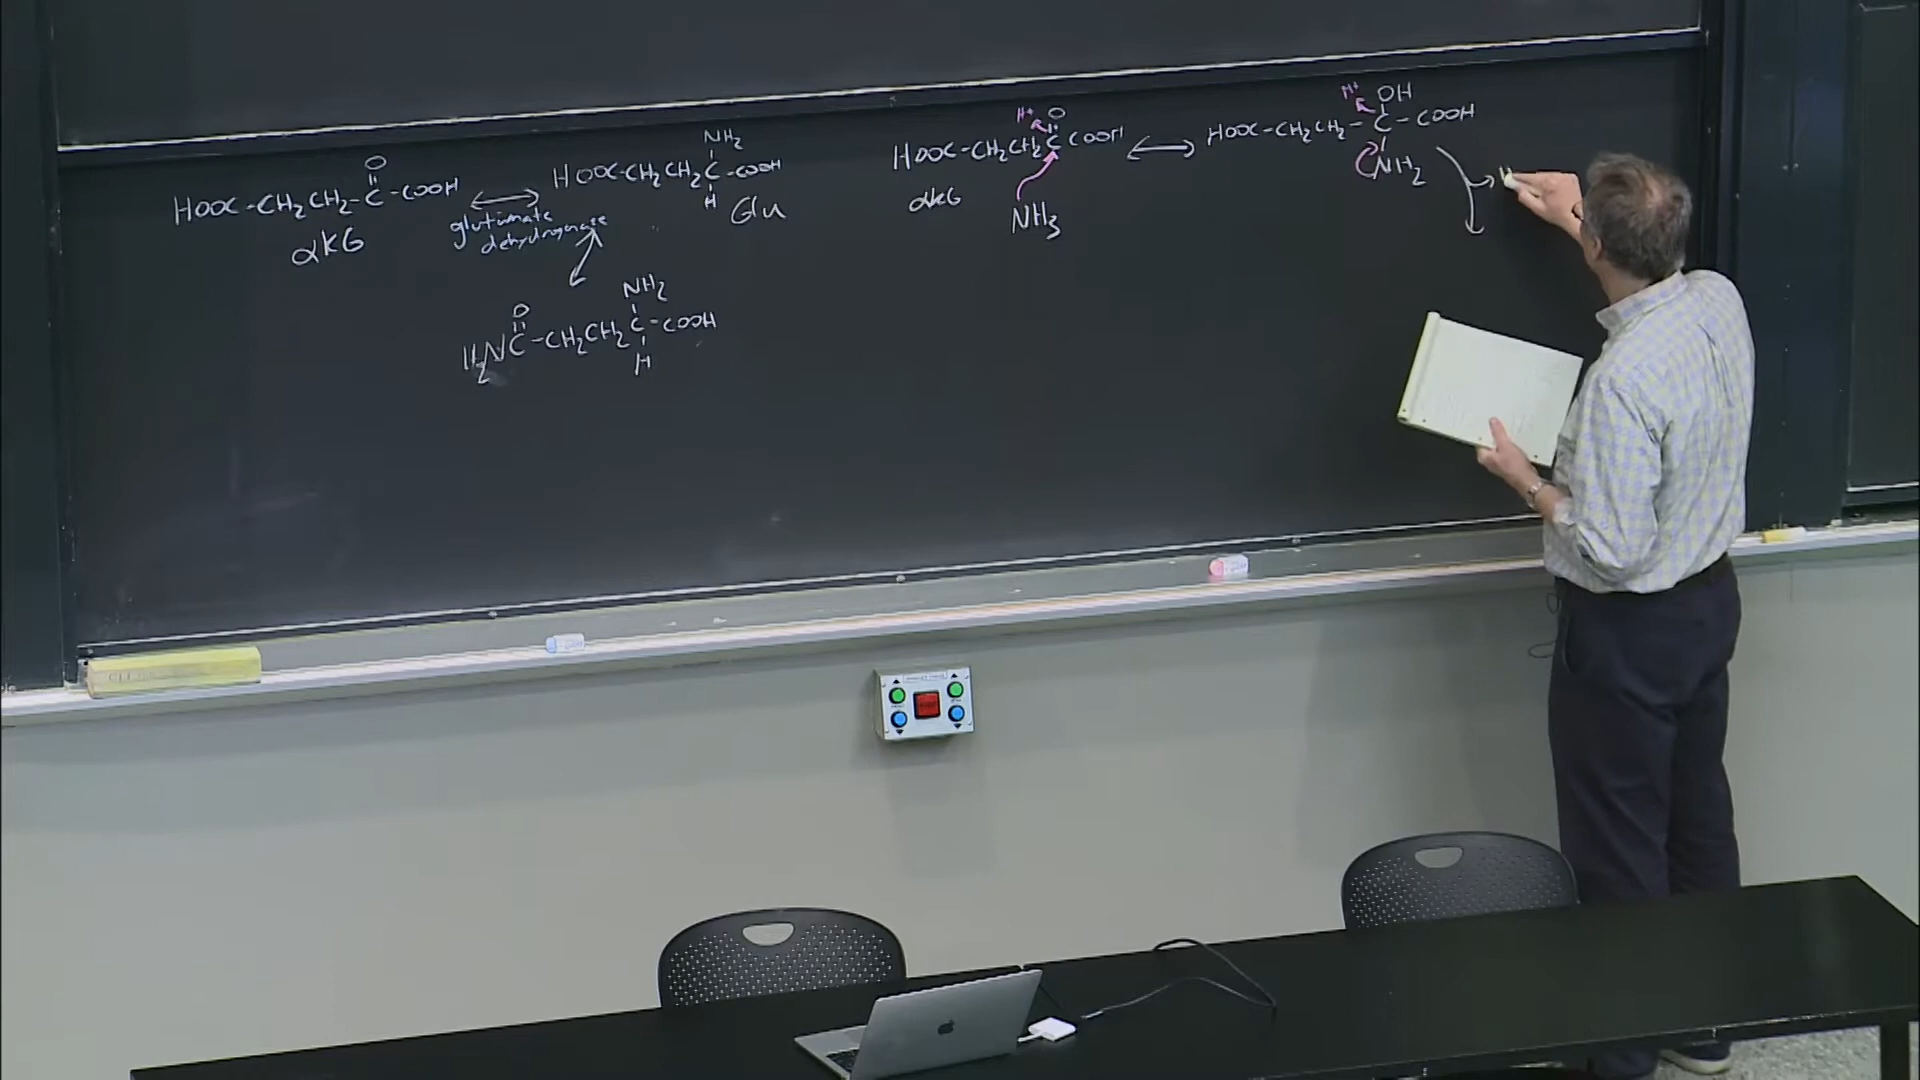 O
HOOC-CH2CH2-C-COOH
αKG
glutamate
dehydrogenase
NH2
HOOC-CH2CH2C-COOH
H
Glu
O
NH2
H2N C-CH2CH2C-COOH
H
H+ O
HOOC-CH2CH2C COOH
αKG
NH3
H+ OH
HOOC-CH2CH2-C-COOH
NH2